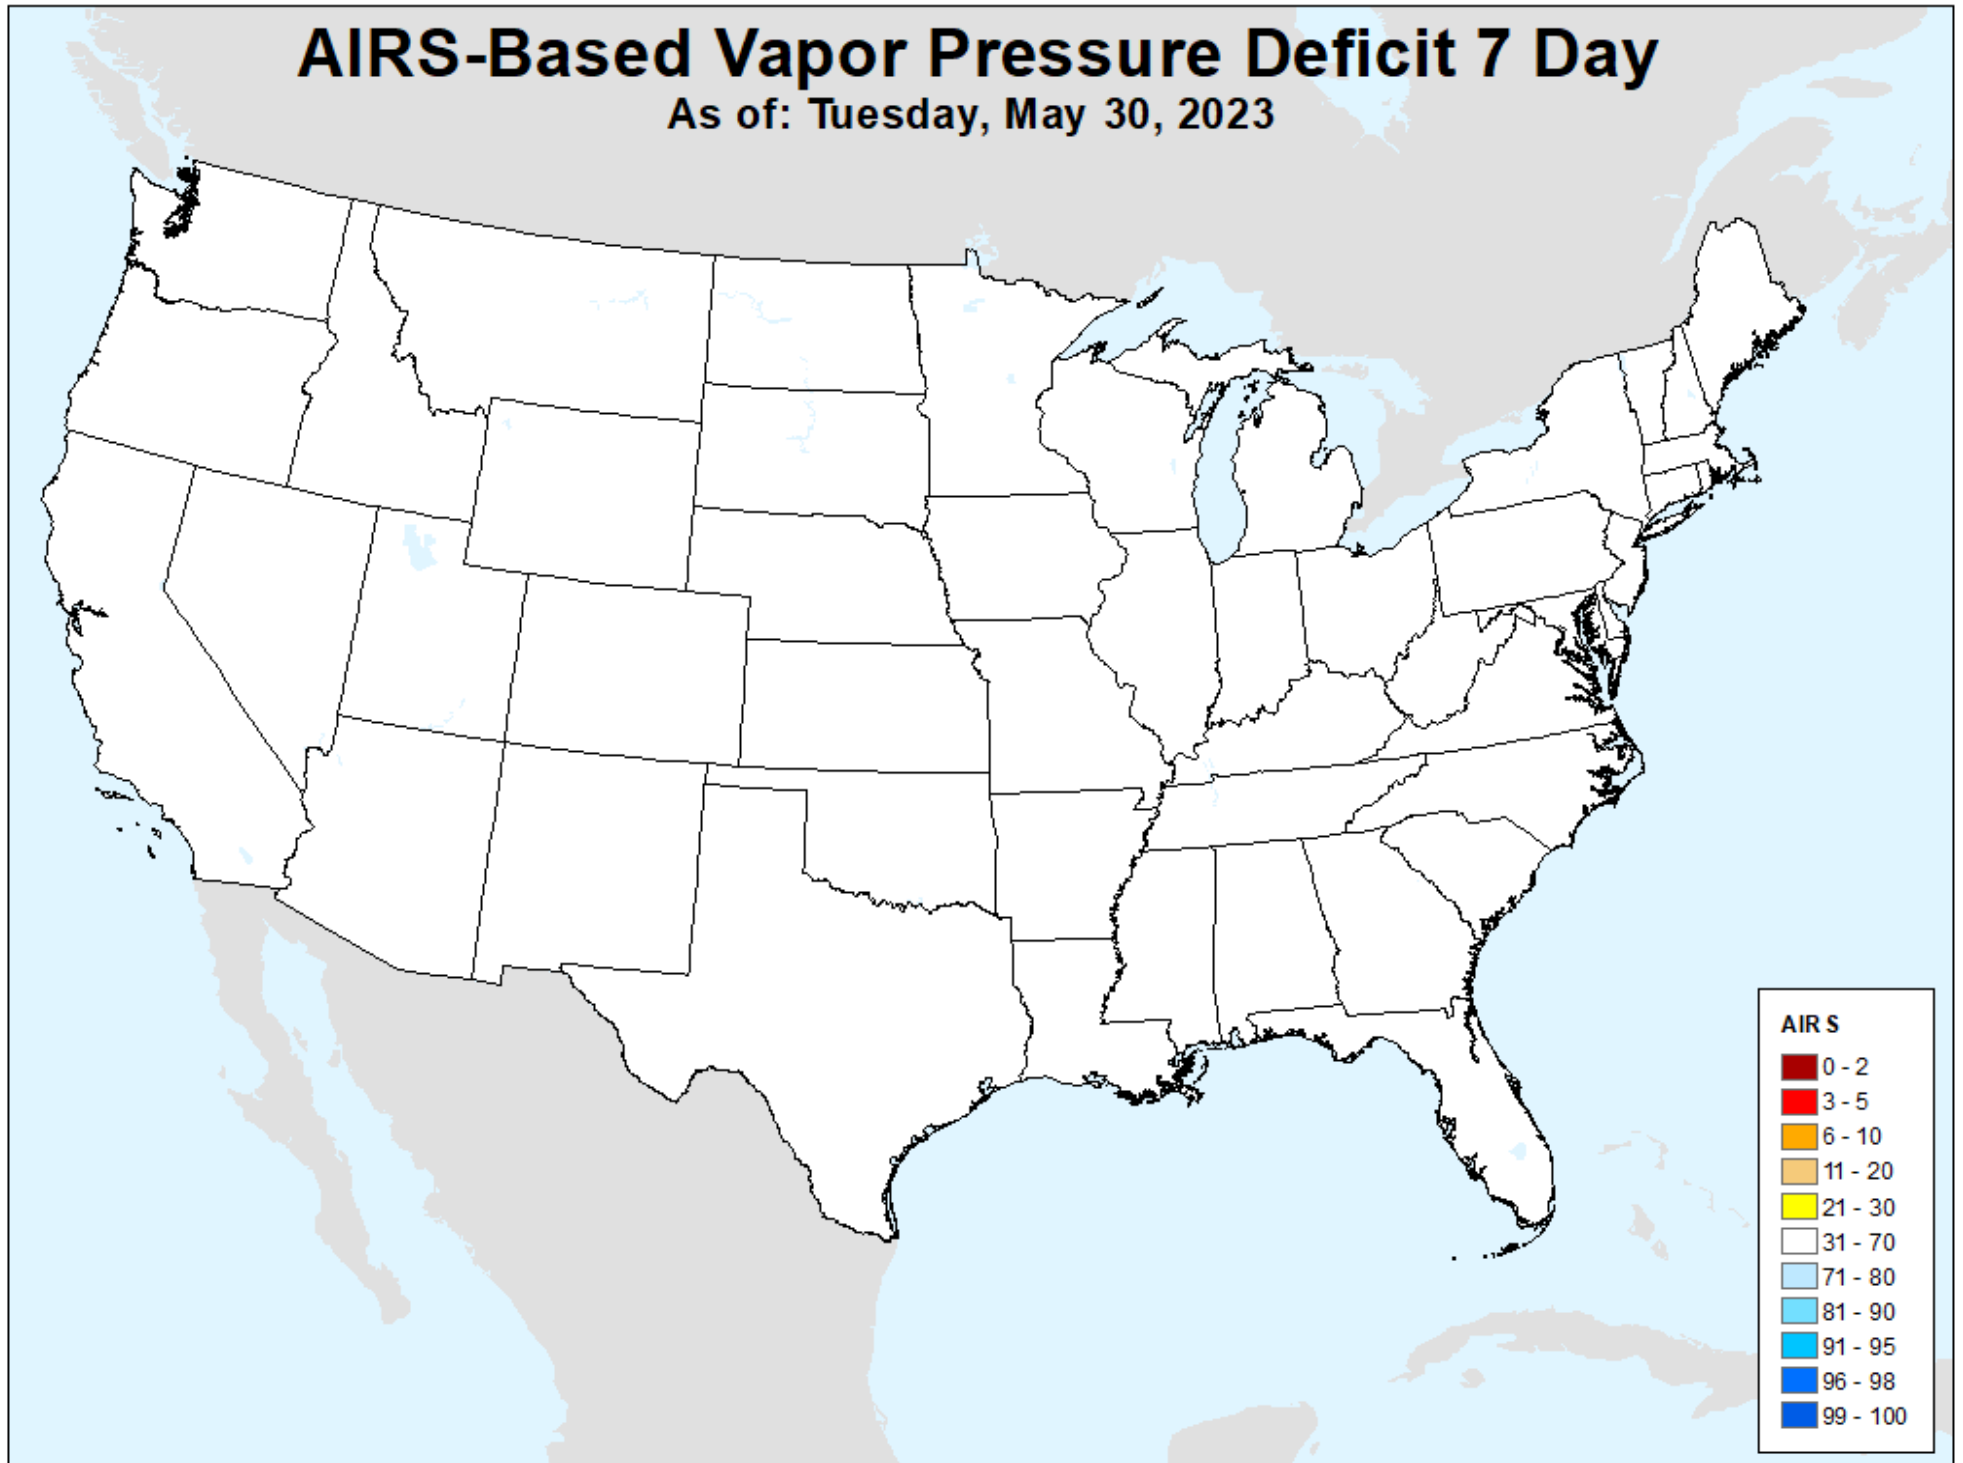 AIRS-Based Vapor Pressure Deficit 7 Day
As of: Tuesday, May 30, 2023
AIRS
0 - 2
3 - 5
6 - 10
11 - 20
21 - 30
31 - 70
71 - 80
81 - 90
91 - 95
96 - 98
99 - 100